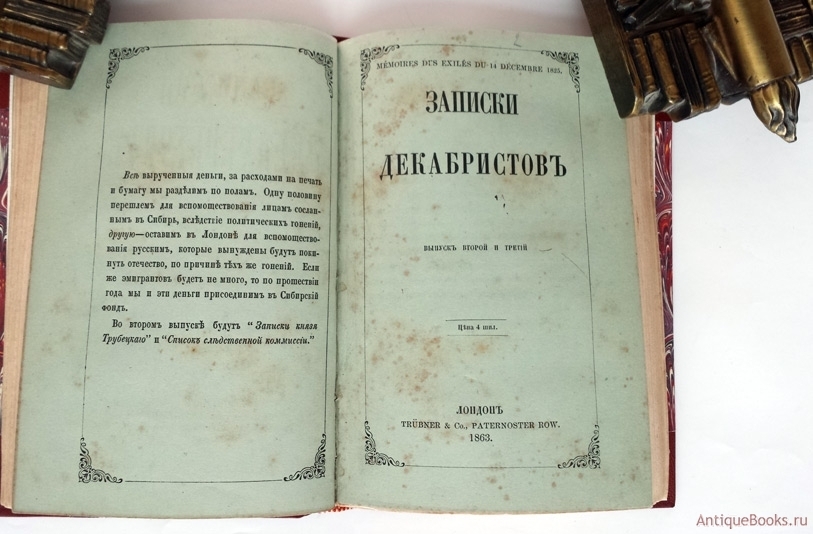 Всѣ вырученныя деньги, за расходами на печать
и бумагу мы раздѣлимъ по поламъ. Одну половину
перешлемъ для вспомоществованія лицамъ сослан-
нымъ въ Сибирь, вслѣдствіе политическихъ гоненій,
другую—оставимъ въ Лондонѣ для вспомощество-
ванія русскимъ, которые вынуждены будутъ поки-
нуть отечество, по причинѣ тѣхъ же гоненій. Если
же эмигрантовъ будетъ не много, то по прошествіи
года мы и эти деньги присоединимъ въ Сибирскій
фондъ.
Во второмъ выпускѣ будутъ "Записки князя
Трубецкаго" и "Списокъ слѣдственной коммиссіи."
MÉMOIRES DES EXILÉS DU 14 DÉCEMBRE 1825.
ЗАПИСКИ
ДЕКАБРИСТОВЪ
ВЫПУСКЪ ВТОРОЙ И ТРЕТІЙ
Цѣна 4 шил.
ЛОНДОНЪ
TRÜBNER & Co., PATERNOSTER ROW.
1863.
AntiqueBooks.ru